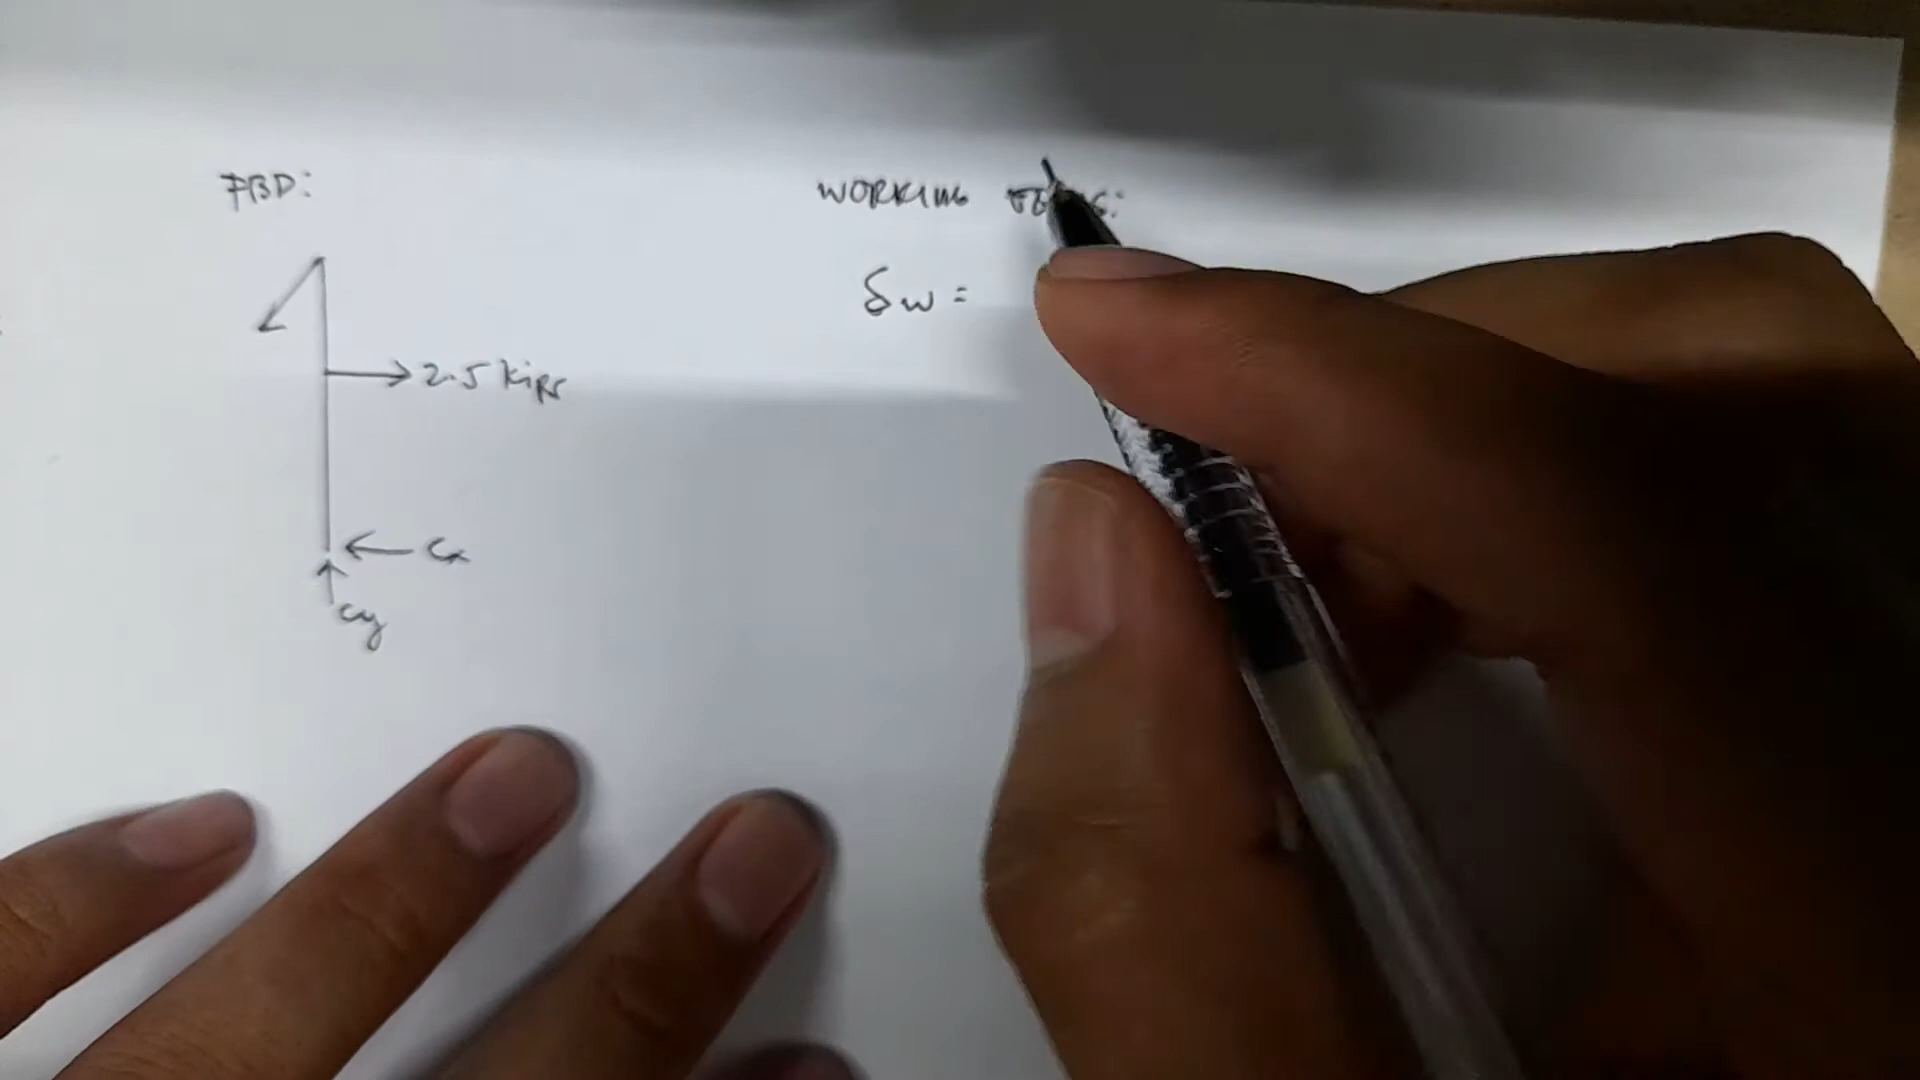 FBD:
WORKING
δw =
2.5 kips
Cx
Cy